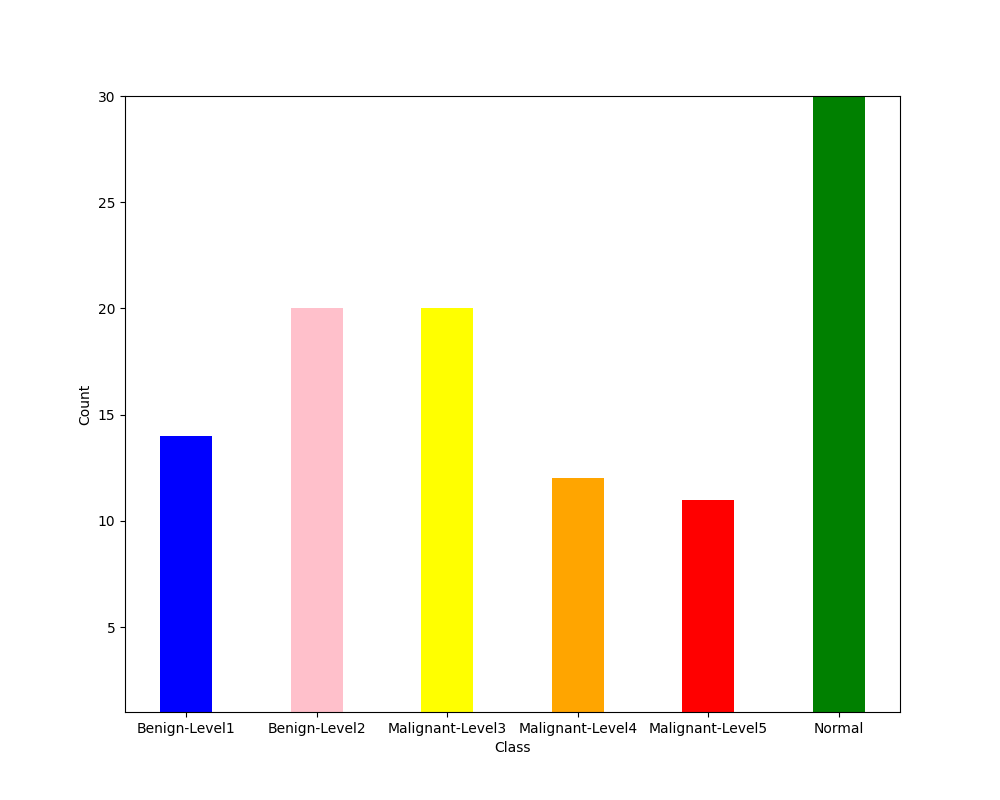 30
25
20
15
10
5
Count
Benign-Level1 Benign-Level2 Malignant-Level3 Malignant-Level4 Malignant-Level5 Normal
Class